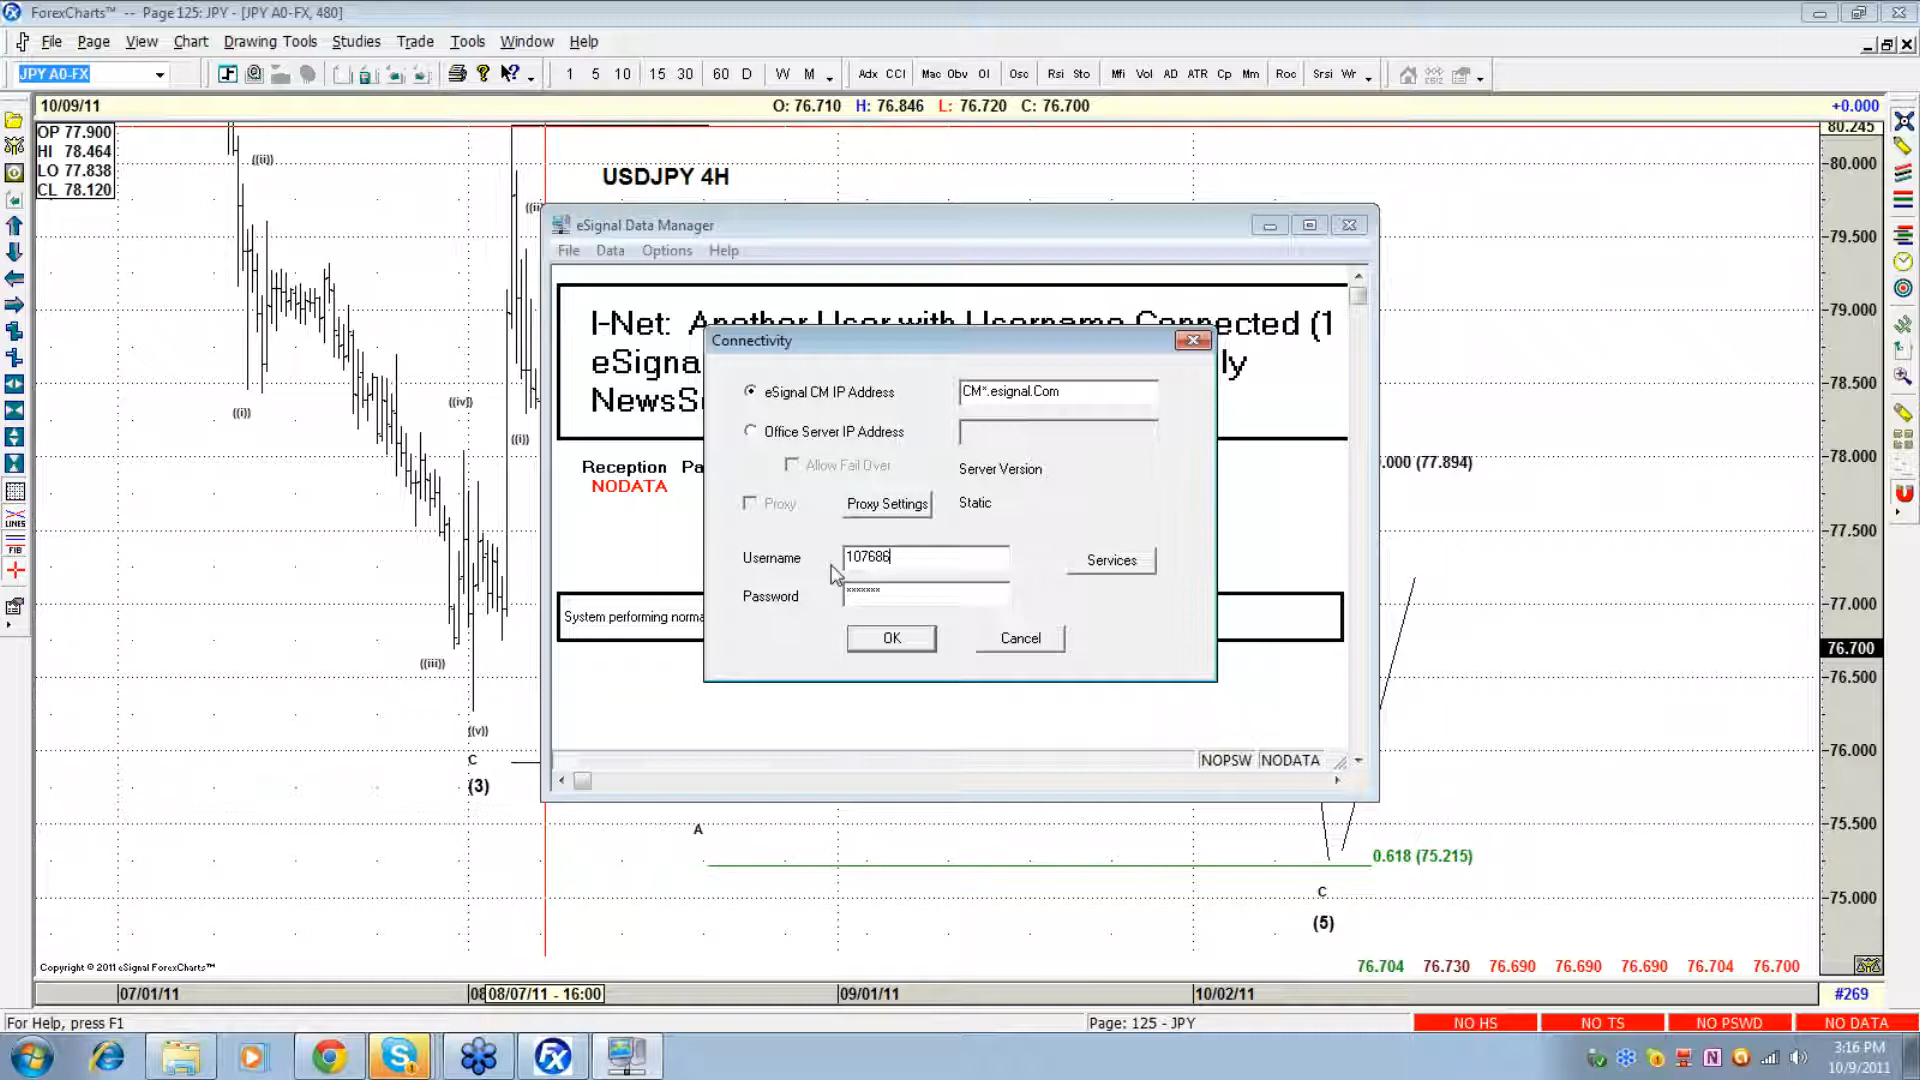 ForexCharts™ -- Page 125: JPY - [JPY A0-FX, 480]
File Page View Chart Drawing Tools Studies Trade Tools Window Help
JPY A0-FX 1 5 10 15 30 60 D W M Adx CCI Mac Obv OI Osc Rsi Sto Mfi Vol AD ATR Cp Mm Roc Srsi Wr
10/09/11 O: 76.710 H: 76.846 L: 76.720 C: 76.700 +0.000
OP 77.900
HI 78.464
LO 77.838
CL 78.120
80.245
80.000
79.500
79.000
78.500
78.000
77.500
77.000
76.700
76.500
76.000
75.500
75.000
USDJPY 4H
((ii))
((i))
((iv))
((iii))
((v))
C
(3)
((ii
((i))
A
LINES
FIB
eSignal Data Manager
File Data Options Help
I-Net: Another User with Username Connected (1
eSigna
ly
NewsS
Reception Pa
NODATA
System performing norma
NOPSW NODATA
Connectivity
eSignal CM IP Address CM*.esignal.Com
Office Server IP Address
Allow Fail Over Server Version
Proxy Proxy Settings Static
Username 107686 Services
Password *******
OK Cancel
.000 (77.894)
0.618 (75.215)
C
(5)
Copyright © 2011 eSignal ForexCharts™
76.704 76.730 76.690 76.690 76.690 76.704 76.700
07/01/11 08 08/07/11 - 16:00 09/01/11 10/02/11 #269
For Help, press F1 Page: 125 - JPY NO HS NO TS NO PSWD NO DATA
3:16 PM
10/9/2011